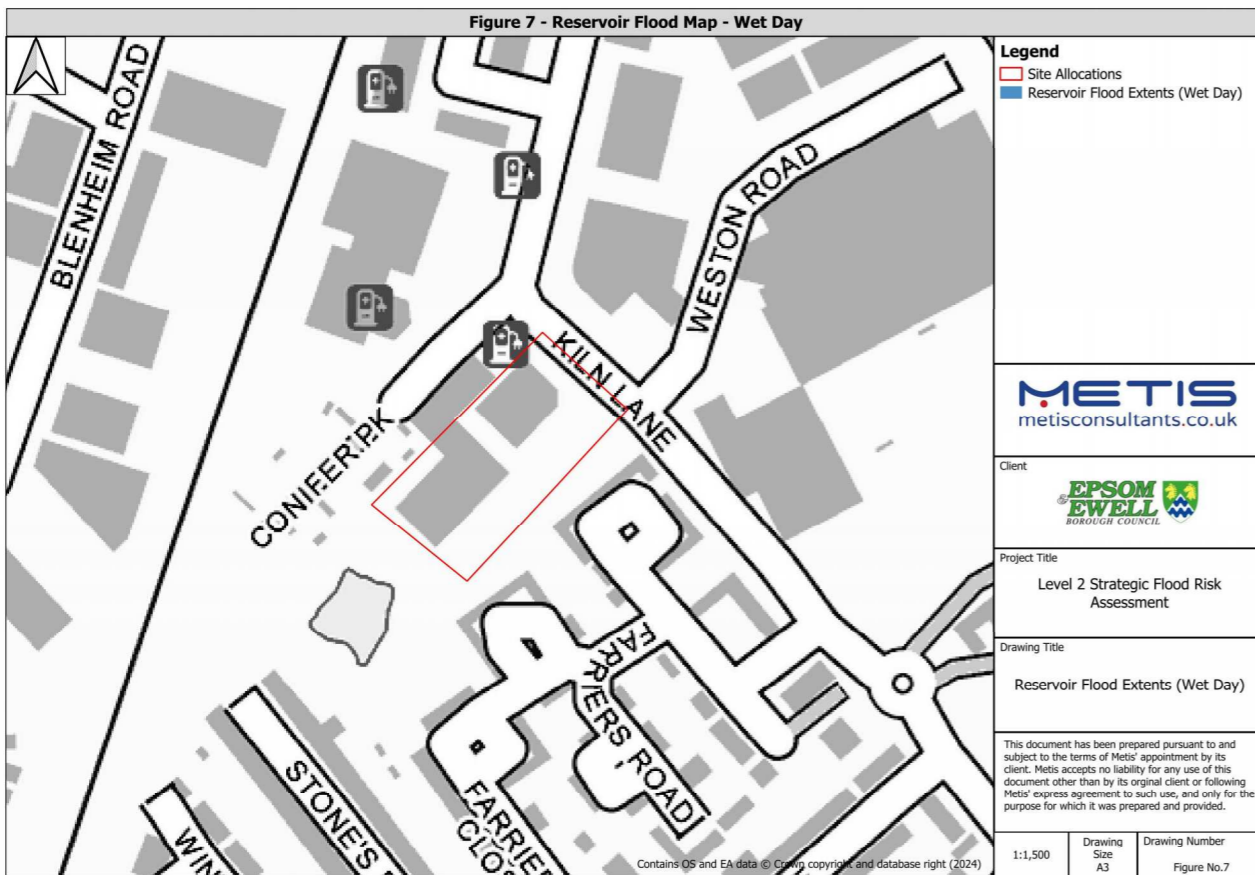 Figure 7 - Reservoir Flood Map - Wet Day
BLENHEIM ROAD
WESTON ROAD
KILN LANE
CONIFER PK
FARRIERS ROAD
FARRIER
CLOS
STONE'S
WIN
Contains OS and EA data © Crown copyright and database right (2024)
Legend
Site Allocations
Reservoir Flood Extents (Wet Day)
METIS
metisconsultants.co.uk
Client
EPSOM
& EWELL
BOROUGH COUNCIL
Project Title
Level 2 Strategic Flood Risk
Assessment
Drawing Title
Reservoir Flood Extents (Wet Day)
This document has been prepared pursuant to and
subject to the terms of Metis' appointment by its
client. Metis accepts no liability for any use of this
document other than by its orginal client or following
Metis' express agreement to such use, and only for the
purpose for which it was prepared and provided.
1:1,500
Drawing
Size
A3
Drawing Number
Figure No.7